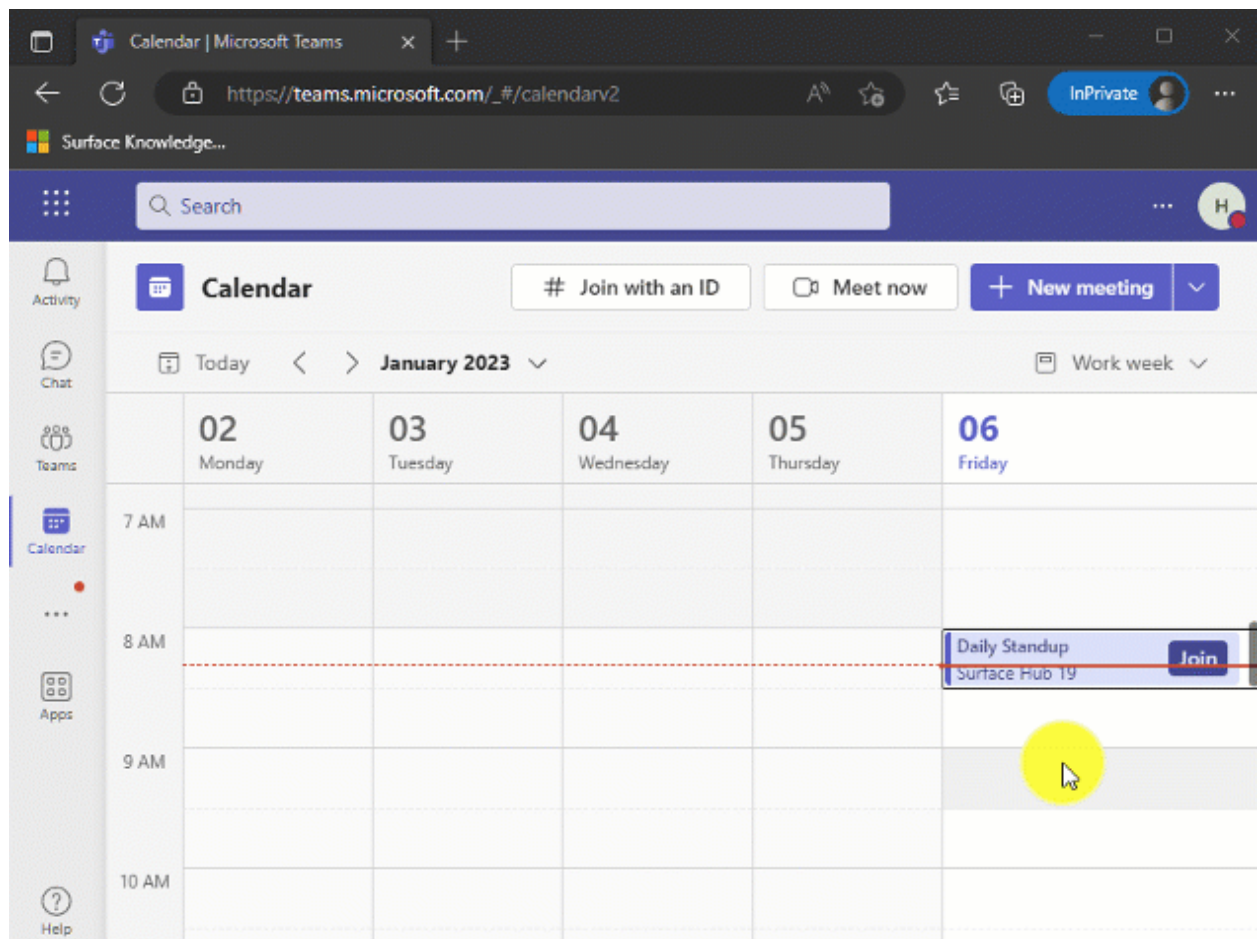 Calendar | Microsoft Teams
https://teams.microsoft.com/_#/calendarv2
InPrivate
Surface Knowledge...
Search
H
Activity
Chat
Teams
Calendar
Apps
Help
Calendar
# Join with an ID
Meet now
+ New meeting
Today
January 2023
Work week
02
Monday
03
Tuesday
04
Wednesday
05
Thursday
06
Friday
7 AM
8 AM
Daily Standup
Surface Hub 19
Join
9 AM
10 AM